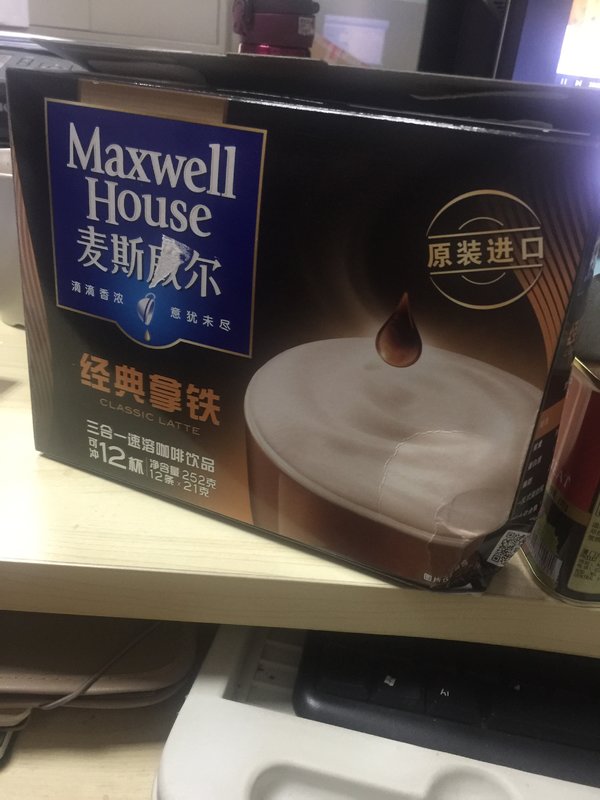 Maxwell
House
麦斯威尔
滴滴香浓
意犹未尽
原装进口
经典拿铁
CLASSIC LATTE
三合一速溶咖啡饮品
可冲12杯
净含量252克
12条×21克